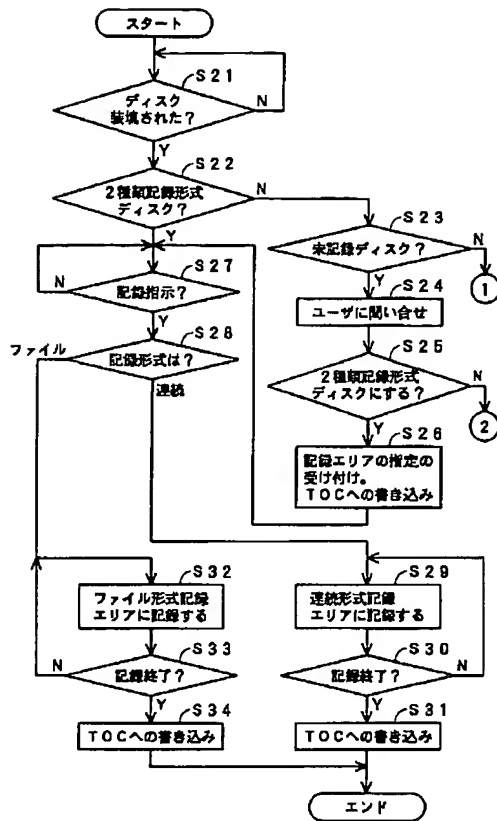 スタート
S21
ディスク
装填された？
N
Y
S22
2種類記録形式
ディスク？
N
Y
S23
未記録ディスク？
N
Y
1
S24
ユーザに問い合せ
S25
2種類記録形式
ディスクにする？
N
Y
2
S26
記録エリアの指定の
受け付け。
TOCへの書き込み
S27
記録指示？
N
Y
S28
ファイル
記録形式は？
連続
S32
ファイル形式記録
エリアに記録する
S33
N
記録終了？
Y
S34
TOCへの書き込み
S29
連続形式記録
エリアに記録する
S30
記録終了？
N
Y
S31
TOCへの書き込み
エンド